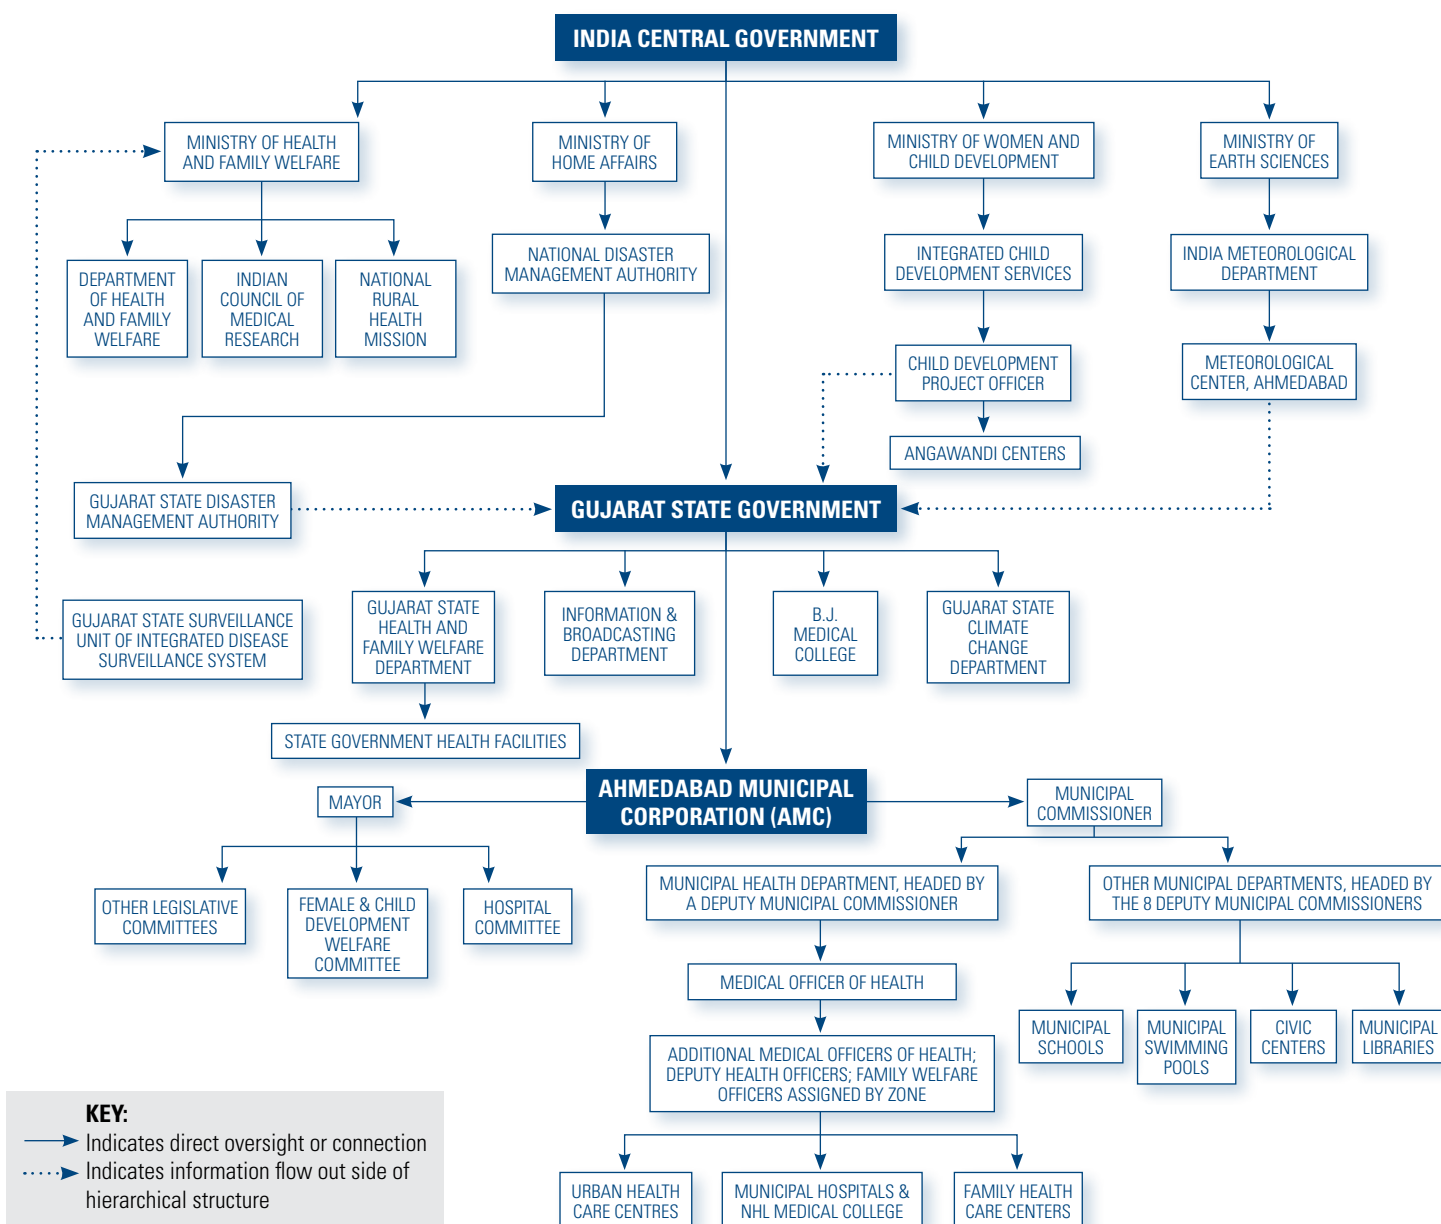 INDIA CENTRAL GOVERNMENT
MINISTRY OF HEALTH
AND FAMILY WELFARE
MINISTRY OF
HOME AFFAIRS
MINISTRY OF WOMEN AND
CHILD DEVELOPMENT
MINISTRY OF
EARTH SCIENCES
DEPARTMENT
OF HEALTH
AND FAMILY
WELFARE
INDIAN
COUNCIL OF
MEDICAL
RESEARCH
NATIONAL
RURAL
HEALTH
MISSION
NATIONAL DISASTER
MANAGEMENT AUTHORITY
INTEGRATED CHILD
DEVELOPMENT SERVICES
INDIA METEOROLOGICAL
DEPARTMENT
CHILD DEVELOPMENT
PROJECT OFFICER
METEOROLOGICAL
CENTER, AHMEDABAD
ANGAWANDI CENTERS
GUJARAT STATE DISASTER
MANAGEMENT AUTHORITY
GUJARAT STATE GOVERNMENT
GUJARAT STATE SURVEILLANCE
UNIT OF INTEGRATED DISEASE
SURVEILLANCE SYSTEM
GUJARAT STATE
HEALTH AND
FAMILY WELFARE
DEPARTMENT
INFORMATION &
BROADCASTING
DEPARTMENT
B.J.
MEDICAL
COLLEGE
GUJARAT STATE
CLIMATE
CHANGE
DEPARTMENT
STATE GOVERNMENT HEALTH FACILITIES
AHMEDABAD MUNICIPAL
CORPORATION (AMC)
MAYOR
MUNICIPAL
COMMISSIONER
OTHER LEGISLATIVE
COMMITTEES
FEMALE & CHILD
DEVELOPMENT
WELFARE
COMMITTEE
HOSPITAL
COMMITTEE
MUNICIPAL HEALTH DEPARTMENT, HEADED BY
A DEPUTY MUNICIPAL COMMISSIONER
OTHER MUNICIPAL DEPARTMENTS, HEADED BY
THE 8 DEPUTY MUNICIPAL COMMISSIONERS
MEDICAL OFFICER OF HEALTH
MUNICIPAL
SCHOOLS
MUNICIPAL
SWIMMING
POOLS
CIVIC
CENTERS
MUNICIPAL
LIBRARIES
ADDITIONAL MEDICAL OFFICERS OF HEALTH;
DEPUTY HEALTH OFFICERS; FAMILY WELFARE
OFFICERS ASSIGNED BY ZONE
URBAN HEALTH
CARE CENTRES
MUNICIPAL HOSPITALS &
NHL MEDICAL COLLEGE
FAMILY HEALTH
CARE CENTERS
KEY:
Indicates direct oversight or connection
Indicates information flow out side of
hierarchical structure